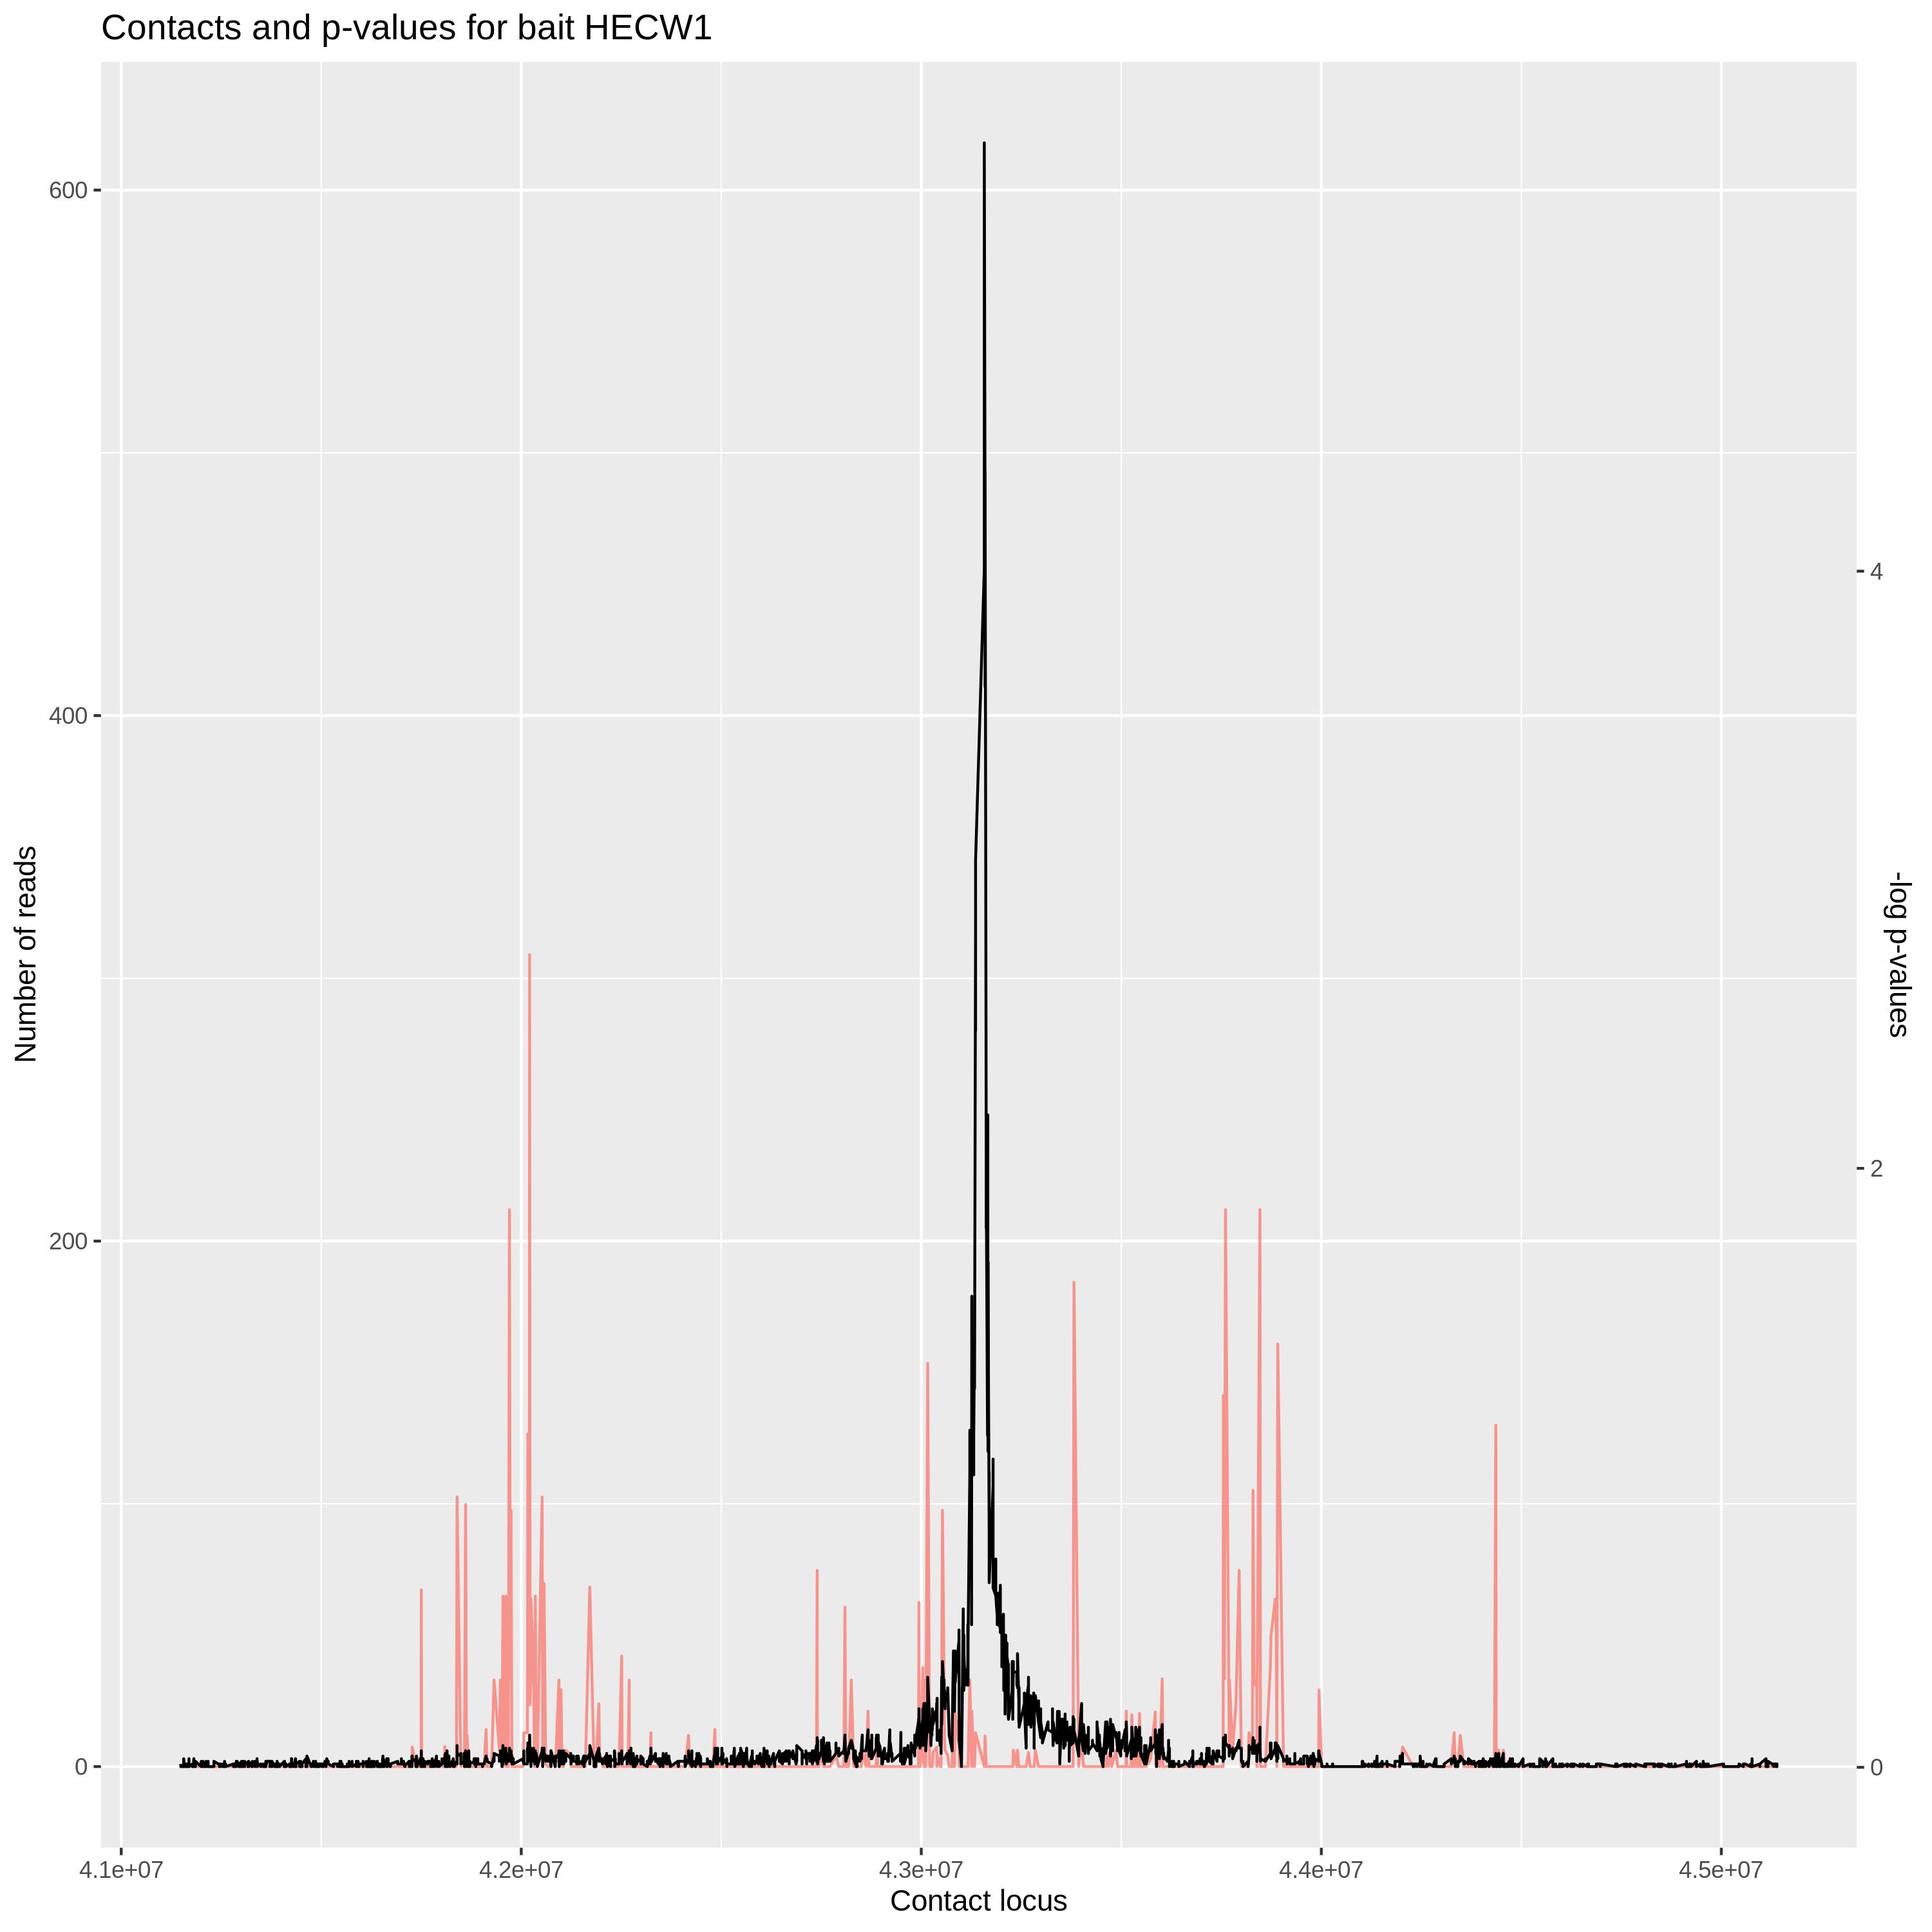 Contacts and p-values for bait HECW1
600
400
200
0
Number of reads
4
2
0
-log p-values
4.1e+07
4.2e+07
4.3e+07
4.4e+07
4.5e+07
Contact locus